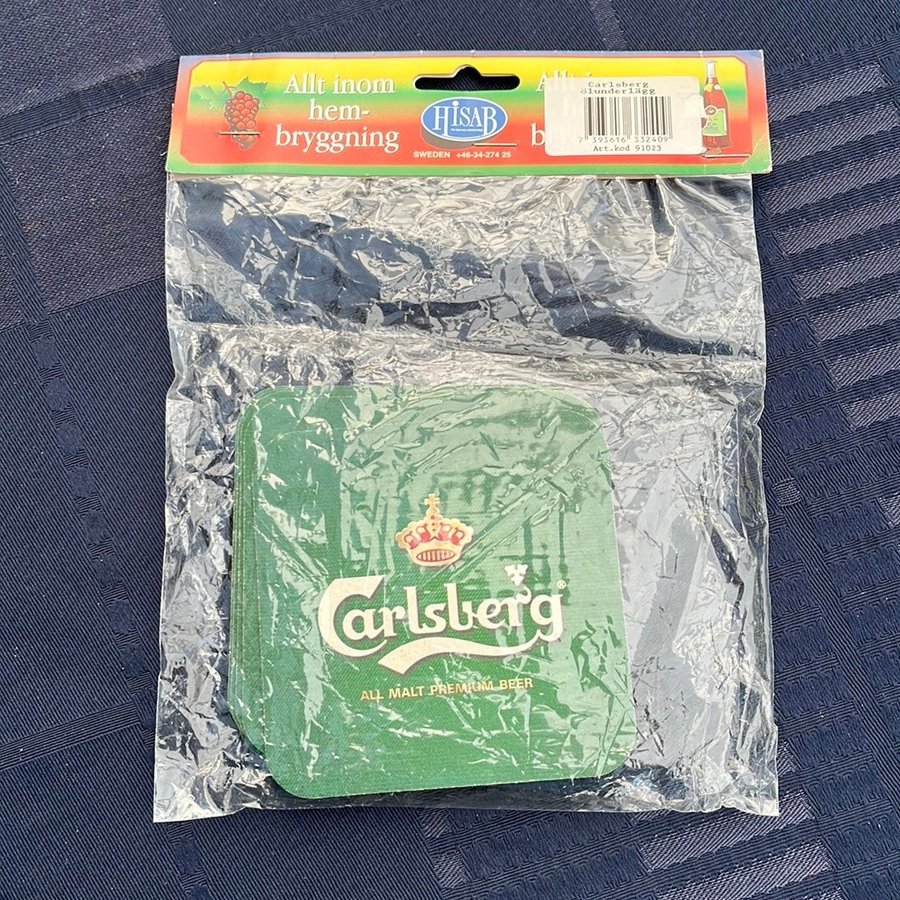 Allt inom
hem-
bryggning
HiSAB
SWEDEN +46-34-274 25
Carlsberg
Glunderlägg
7 393616 332409
Art.kod 91023
Carlsberg®
ALL MALT PREMIUM BEER